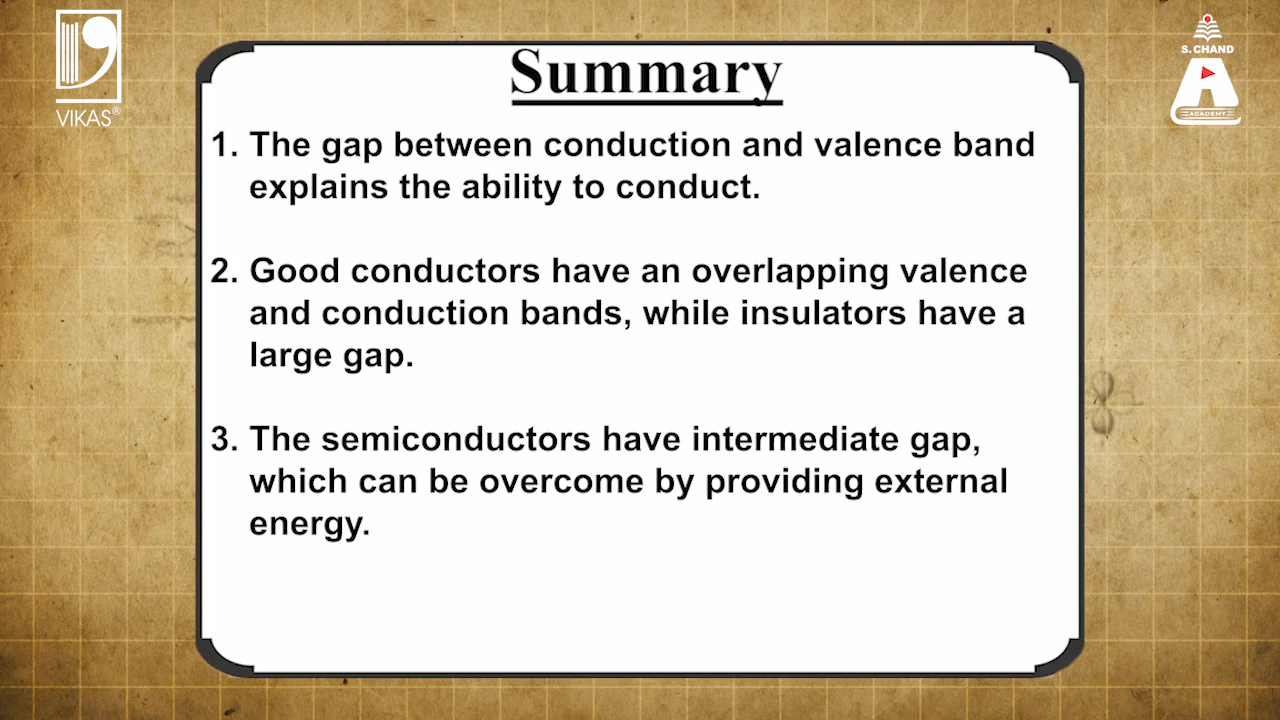 VIKAS®
S. CHAND
ACADEMY
Summary
1. The gap between conduction and valence band
explains the ability to conduct.
2. Good conductors have an overlapping valence
and conduction bands, while insulators have a
large gap.
3. The semiconductors have intermediate gap,
which can be overcome by providing external
energy.